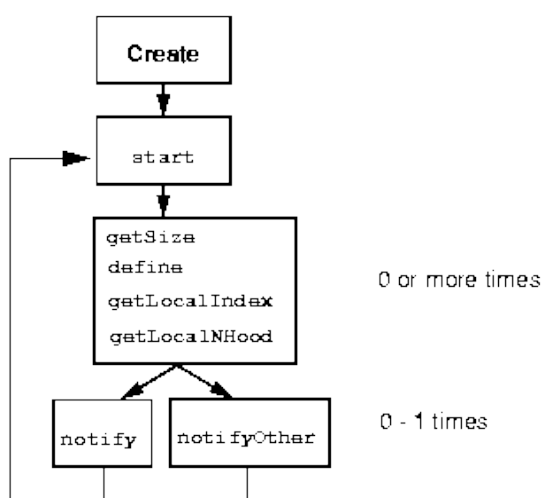 Create
start
getSize
define
getLocalIndex
getLocalNHood
0 or more times
notify
notifyOther
0 - 1 times